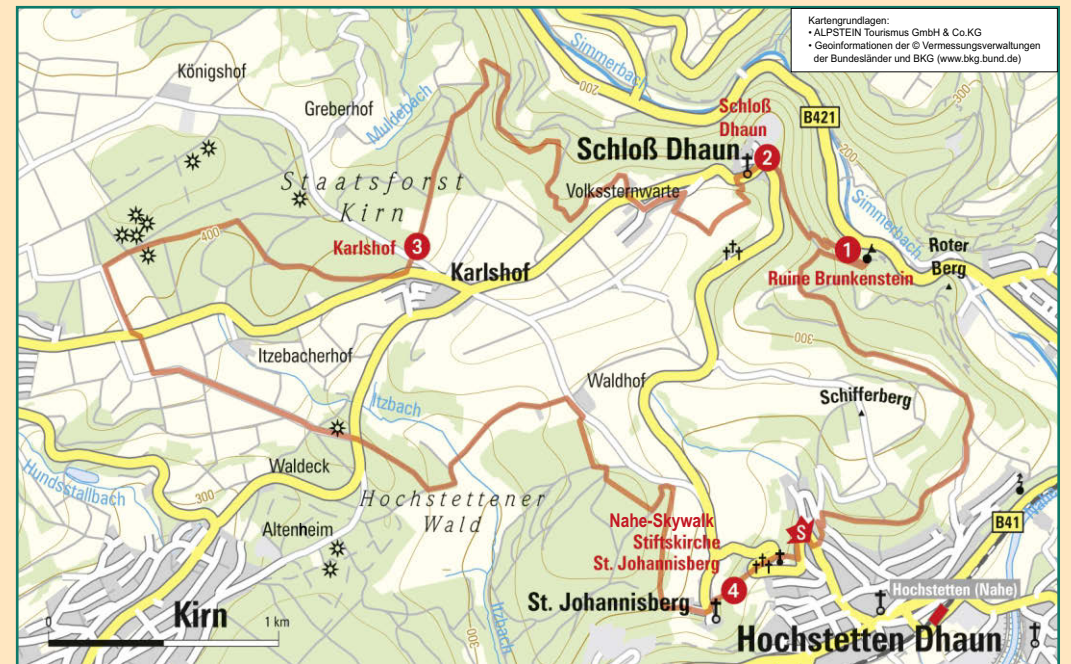 Kartengrundlagen:
• ALPSTEIN Tourismus GmbH & Co.KG
• Geoinformationen der © Vermessungsverwaltungen
der Bundesländer und BKG (www.bkg.bund.de)
Königshof
Simmerbach
Greberhof
Muldebach
200
300
Schloß
Dhaun
B421
Schloß Dhaun
2
200
Staatsforst
Kirn
Volkssternwarte
Simmerbach
400
Karlshof
3
Karlshof
1
Roter
Berg
Ruine Brunkenstein
300
Itzebacherhof
Waldhof
Itzbach
Schifferberg
Hundsstallbach
Waldeck
300
Hochstettener
Wald
Altenheim
Nahe-Skywalk
Stiftskirche
St. Johannisberg
S
Nahe
B41
4
Hochstetten (Nahe)
St. Johannisberg
Itzbach
300
Kirn
0
1 km
Hochstetten Dhaun